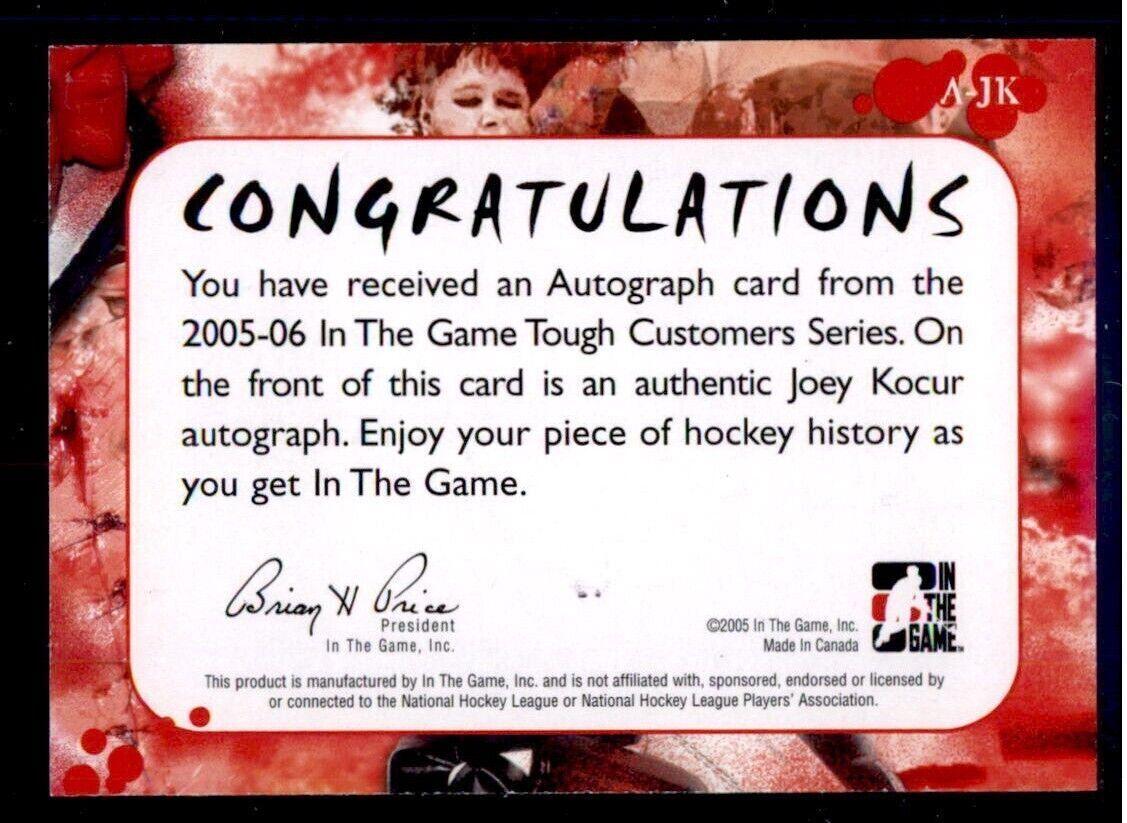 A-JK
CONGRATULATIONS
You have received an Autograph card from the
2005-06 In The Game Tough Customers Series. On
the front of this card is an authentic Joey Kocur
autograph. Enjoy your piece of hockey history as
you get In The Game.
Brian H Price
President
In The Game, Inc.
©2005 In The Game, Inc.
Made In Canada
IN
THE
GAME™
This product is manufactured by In The Game, Inc. and is not affiliated with, sponsored, endorsed or licensed by
or connected to the National Hockey League or National Hockey League Players' Association.